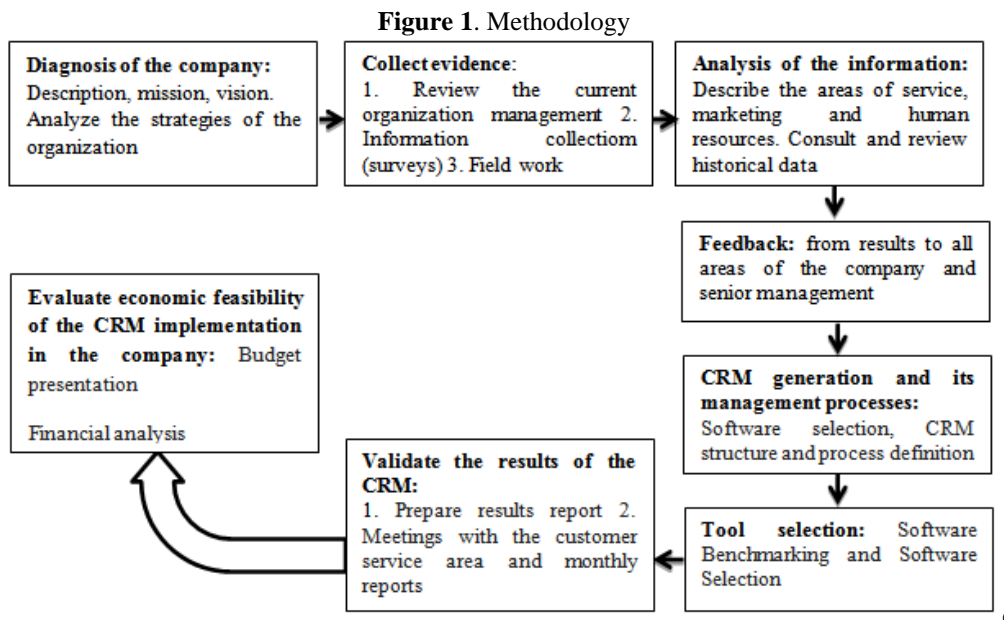 Figure 1. Methodology
Diagnosis of the company:
Description, mission, vision.
Analyze the strategies of the
organization
Collect evidence:
1. Review the current
organization management 2.
Information collectiom
(surveys) 3. Field work
Analysis of the information:
Describe the areas of service,
marketing and human
resources. Consult and review
historical data
Feedback: from results to all
areas of the company and
senior management
CRM generation and its
management processes:
Software selection, CRM
structure and process definition
Tool selection: Software
Benchmarking and Software
Selection
Validate the results of the
CRM:
1. Prepare results report 2.
Meetings with the customer
service area and monthly
reports
Evaluate economic feasibility
of the CRM implementation
in the company: Budget
presentation
Financial analysis